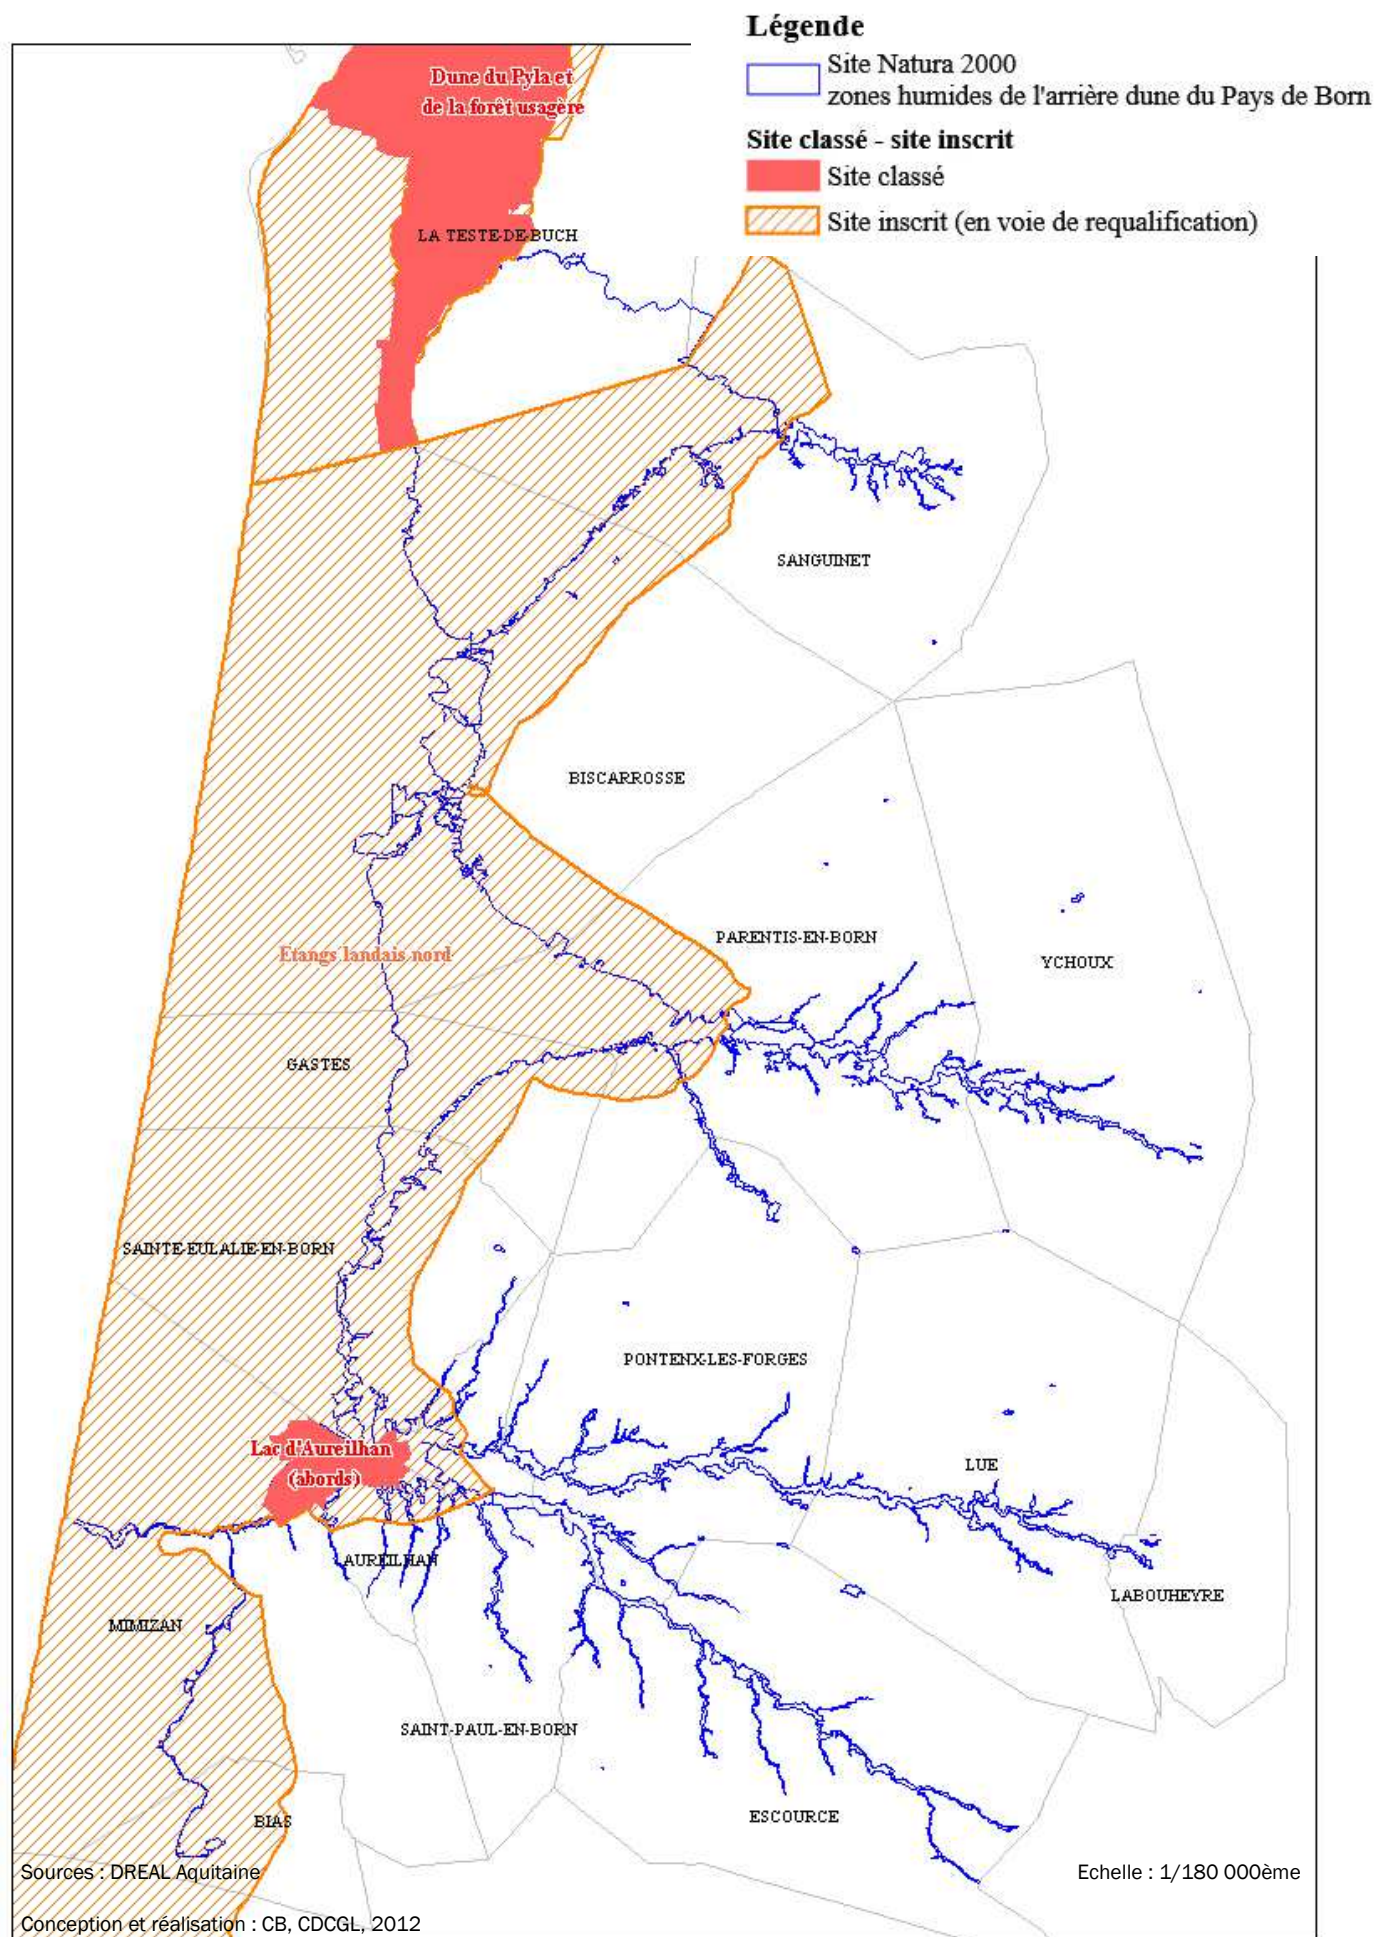 Légende
Site Natura 2000
zones humides de l'arrière dune du Pays de Born
Site classé - site inscrit
Site classé
Site inscrit (en voie de requalification)
Dune du Pyla et
de la forêt usagère
LA TESTE-DE-BUCH
SANGUINET
BISCARROSSE
PARENTIS-EN-BORN
YCHOUX
Etangs landais nord
GASTES
SAINTE-EULALIE-EN-BORN
PONTENX-LES-FORGES
Lac d'Aureilhan
(abords)
LUE
AUREILHAN
LABOUHEYRE
MIMIZAN
SAINT-PAUL-EN-BORN
ESCOURCE
BIAS
Sources : DREAL Aquitaine
Echelle : 1/180 000ème
Conception et réalisation : CB, CDCGL, 2012